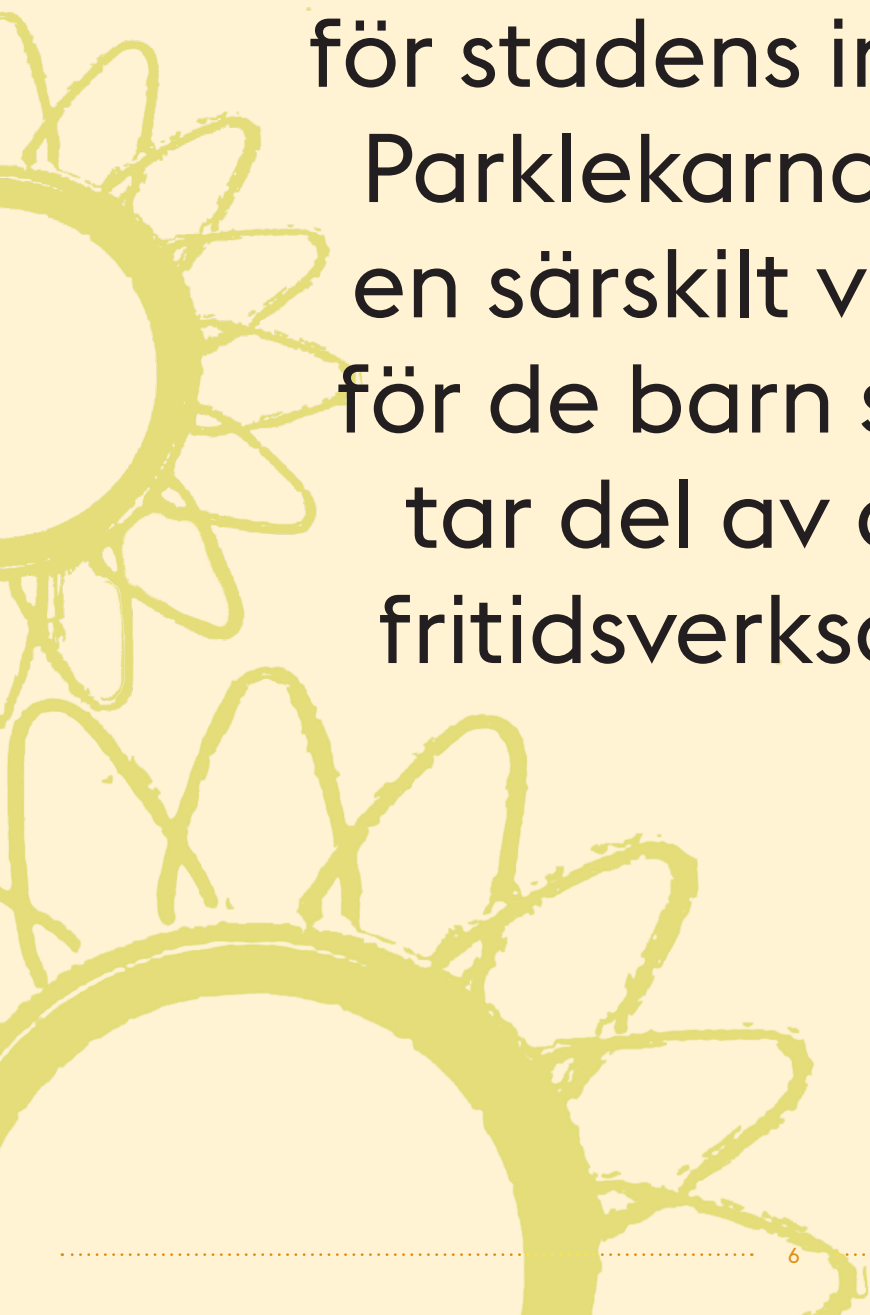 för stadens in
Parklekarna
en särskilt v
för de barn s
tar del av
fritidsverksa
6